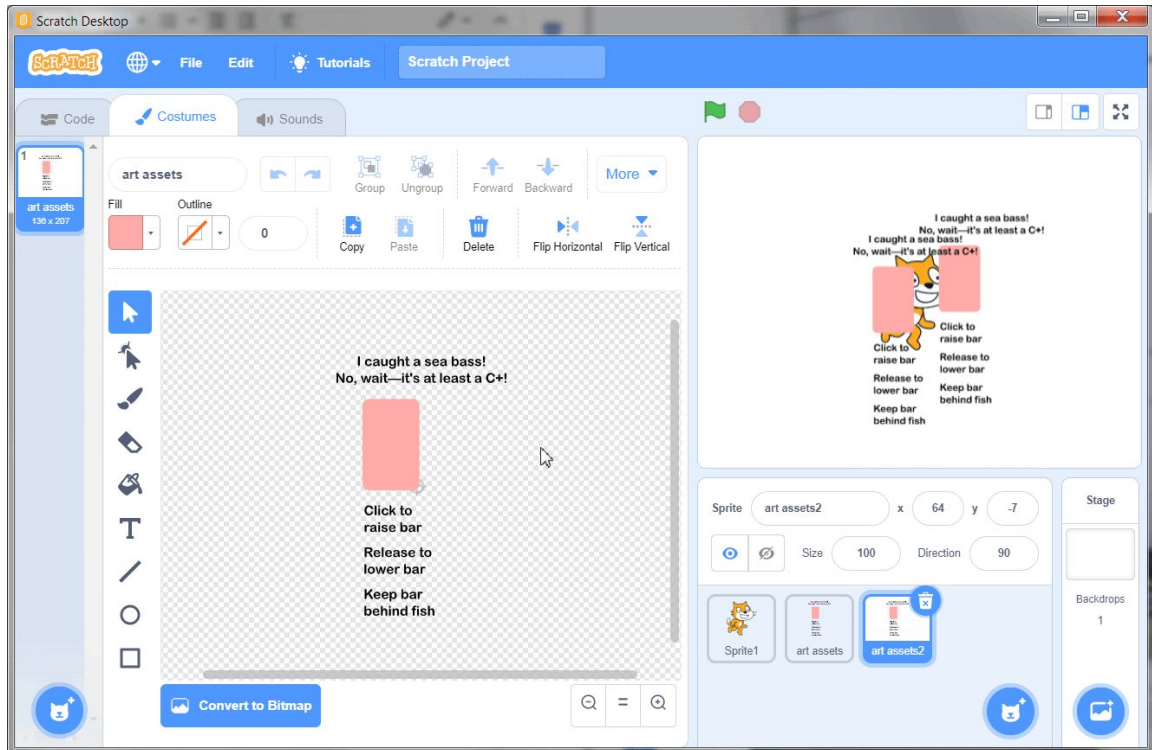 Scratch Desktop
SCRATCH
File
Edit
Tutorials
Scratch Project
Code
Costumes
Sounds
1
art assets
136 x 207
art assets
Group
Ungroup
Forward
Backward
More
Fill
Outline
0
Copy
Paste
Delete
Flip Horizontal
Flip Vertical
I caught a sea bass!
No, wait—it's at least a C+!
Click to
raise bar
Release to
lower bar
Keep bar
behind fish
Convert to Bitmap
I caught a sea bass!
No, wait—it's at least a C+!
Click to
raise bar
Release to
lower bar
Keep bar
behind fish
I caught a sea bass!
No, wait—it's at least a C+!
Click to
raise bar
Release to
lower bar
Keep bar
behind fish
Sprite
art assets2
x
64
y
-7
Size
100
Direction
90
Sprite1
art assets
art assets2
Stage
Backdrops
1